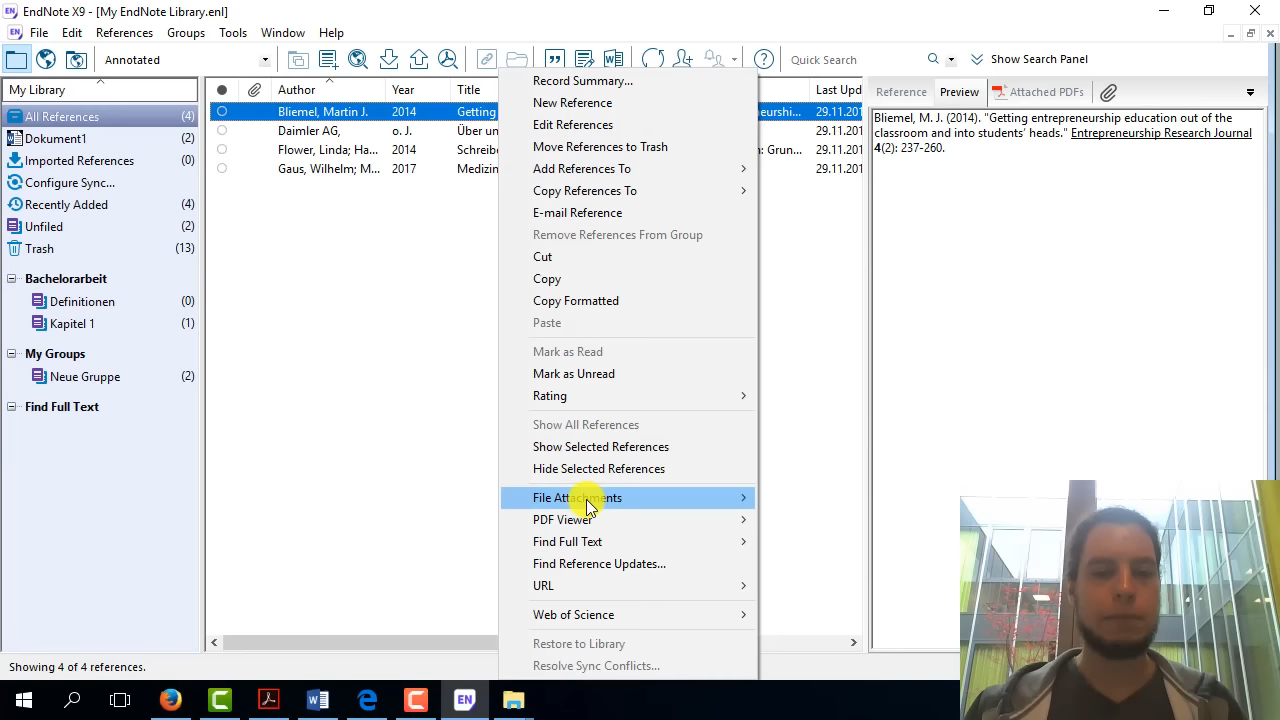 EndNote X9 - [My EndNote Library.enl]
File Edit References Groups Tools Window Help
Annotated
Quick Search
Show Search Panel
My Library
All References (4)
Dokument1
Imported References (2)
Configure Sync...
Recently Added (4)
Unfiled (2)
Trash (13)
Bachelorarbeit
Definitionen (0)
Kapitel 1 (1)
My Groups
Neue Gruppe (2)
Find Full Text
Author Year Title Last Upd
Bliemel, Martin J. 2014 Getting neurshi... 29.11.201
Daimler AG, o. J. Über un 29.11.201
Flower, Linda; Ha... 2014 Schreibe n: Grun... 29.11.201
Gaus, Wilhelm; M... 2017 Medizin 29.11.201
Record Summary...
New Reference
Edit References
Move References to Trash
Add References To
Copy References To
E-mail Reference
Remove References From Group
Cut
Copy
Copy Formatted
Paste
Mark as Read
Mark as Unread
Rating
Show All References
Show Selected References
Hide Selected References
File Attachments
PDF Viewer
Find Full Text
Find Reference Updates...
URL
Web of Science
Restore to Library
Resolve Sync Conflicts...
Reference Preview Attached PDFs
Bliemel, M. J. (2014). "Getting entrepreneurship education out of the
classroom and into students’ heads." Entrepreneurship Research Journal
4(2): 237-260.
Showing 4 of 4 references.